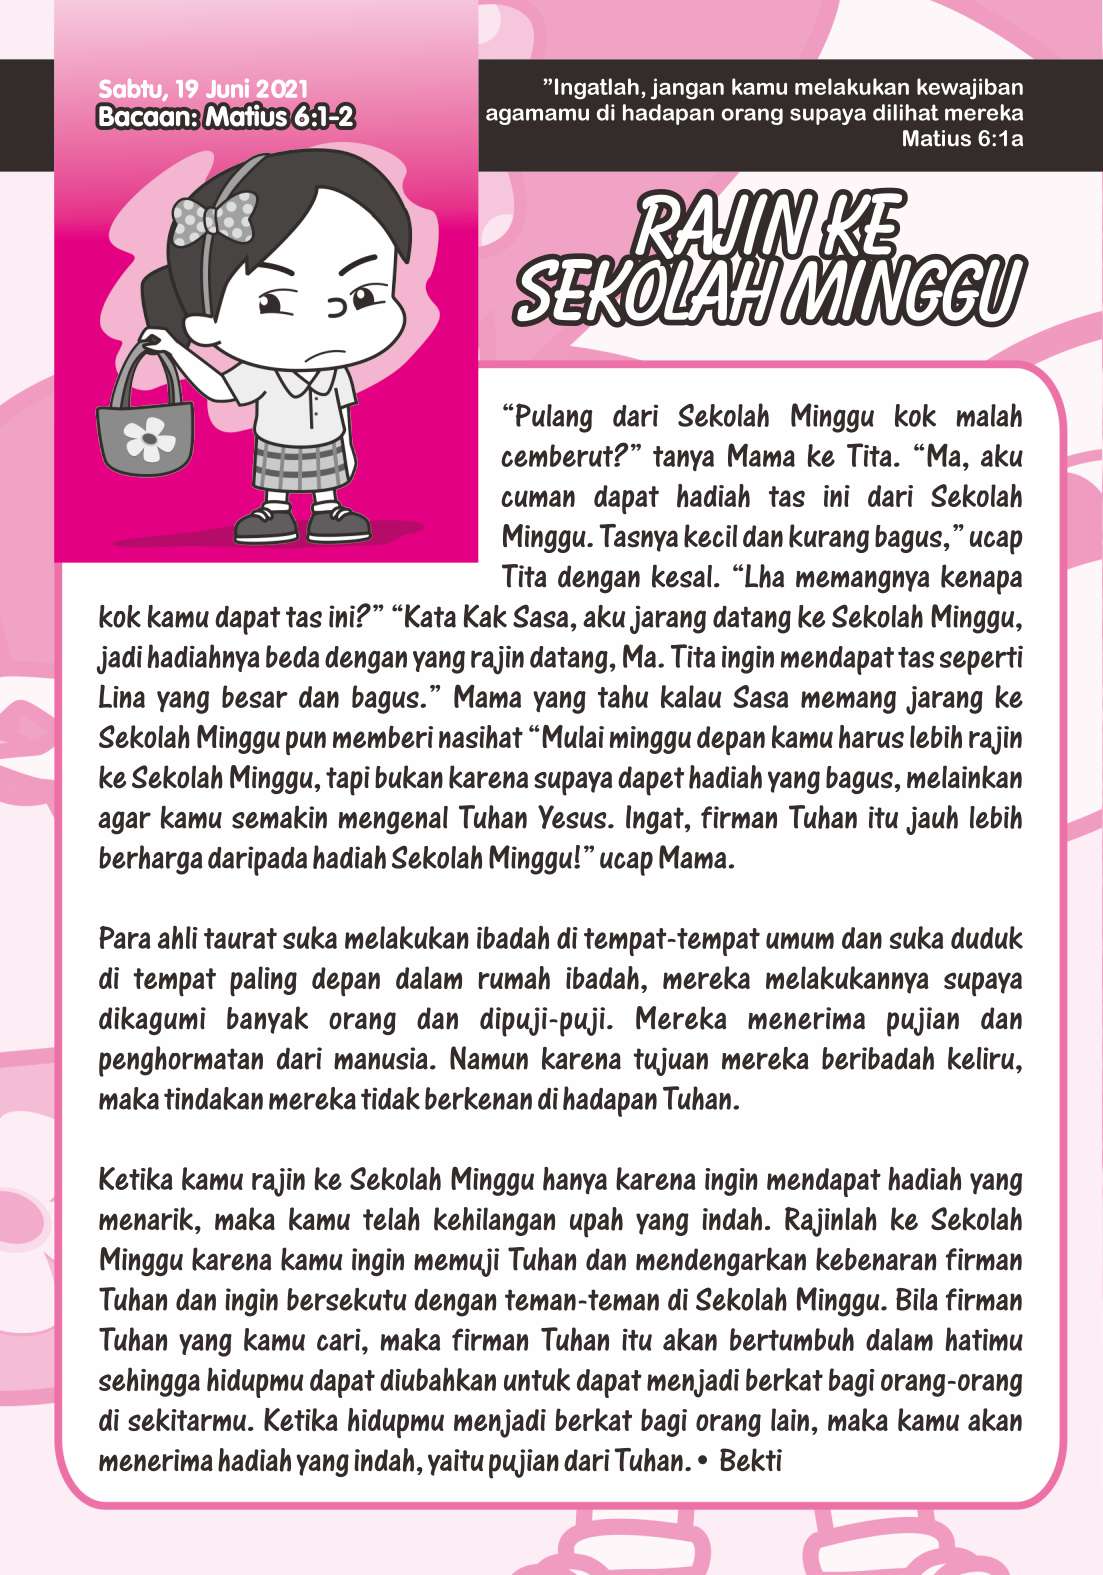 Sabtu, 19 Juni 2021
Bacaan: Matius 6:1-2
”Ingatlah, jangan kamu melakukan kewajiban
agamamu di hadapan orang supaya dilihat mereka
Matius 6:1a
RAJIN KE
SEKOLAH MINGGU
“Pulang dari Sekolah Minggu kok malah
cemberut?” tanya Mama ke Tita. “Ma, aku
cuman dapat hadiah tas ini dari Sekolah
Minggu. Tasnya kecil dan kurang bagus,” ucap
Tita dengan kesal. “Lha memangnya kenapa
kok kamu dapat tas ini?” “Kata Kak Sasa, aku jarang datang ke Sekolah Minggu,
jadi hadiahnya beda dengan yang rajin datang, Ma. Tita ingin mendapat tas seperti
Lina yang besar dan bagus.” Mama yang tahu kalau Sasa memang jarang ke
Sekolah Minggu pun memberi nasihat “Mulai minggu depan kamu harus lebih rajin
ke Sekolah Minggu, tapi bukan karena supaya dapet hadiah yang bagus, melainkan
agar kamu semakin mengenal Tuhan Yesus. Ingat, firman Tuhan itu jauh lebih
berharga daripada hadiah Sekolah Minggu!” ucap Mama.
Para ahli taurat suka melakukan ibadah di tempat-tempat umum dan suka duduk
di tempat paling depan dalam rumah ibadah, mereka melakukannya supaya
dikagumi banyak orang dan dipuji-puji. Mereka menerima pujian dan
penghormatan dari manusia. Namun karena tujuan mereka beribadah keliru,
maka tindakan mereka tidak berkenan di hadapan Tuhan.
Ketika kamu rajin ke Sekolah Minggu hanya karena ingin mendapat hadiah yang
menarik, maka kamu telah kehilangan upah yang indah. Rajinlah ke Sekolah
Minggu karena kamu ingin memuji Tuhan dan mendengarkan kebenaran firman
Tuhan dan ingin bersekutu dengan teman-teman di Sekolah Minggu. Bila firman
Tuhan yang kamu cari, maka firman Tuhan itu akan bertumbuh dalam hatimu
sehingga hidupmu dapat diubahkan untuk dapat menjadi berkat bagi orang-orang
di sekitarmu. Ketika hidupmu menjadi berkat bagi orang lain, maka kamu akan
menerima hadiah yang indah, yaitu pujian dari Tuhan. • Bekti